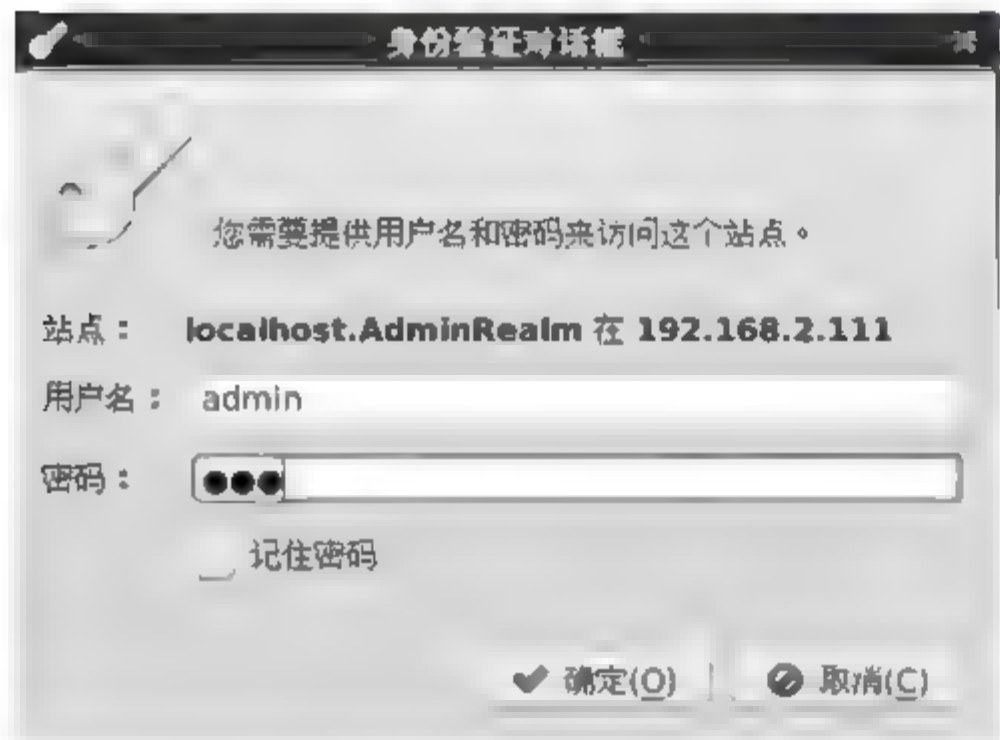 身份验证对话框
您需要提供用户名和密码来访问这个站点。
站点： localhost.AdminRealm 在 192.168.2.111
用户名： admin
密码： ●●●
记住密码
确定(O) 取消(C)